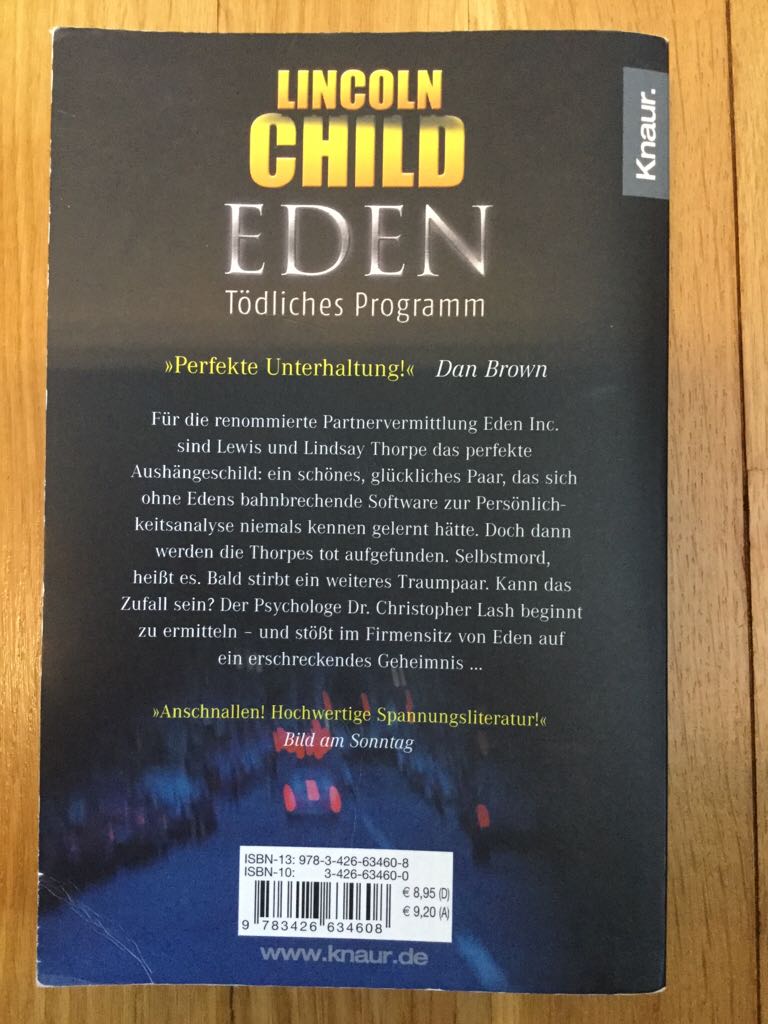 LINCOLN
CHILD
EDEN
Tödliches Programm
Knaur.
»Perfekte Unterhaltung!« Dan Brown
Für die renommierte Partnervermittlung Eden Inc.
sind Lewis und Lindsay Thorpe das perfekte
Aushängeschild: ein schönes, glückliches Paar, das sich
ohne Edens bahnbrechende Software zur Persönlich-
keitsanalyse niemals kennen gelernt hätte. Doch dann
werden die Thorpes tot aufgefunden. Selbstmord,
heißt es. Bald stirbt ein weiteres Traumpaar. Kann das
Zufall sein? Der Psychologe Dr. Christopher Lash beginnt
zu ermitteln – und stößt im Firmensitz von Eden auf
ein erschreckendes Geheimnis ...
»Anschnallen! Hochwertige Spannungsliteratur!«
Bild am Sonntag
ISBN-13: 978-3-426-63460-8
ISBN-10: 3-426-63460-0
€ 8,95 (D)
€ 9,20 (A)
9 783426 634608
www.knaur.de